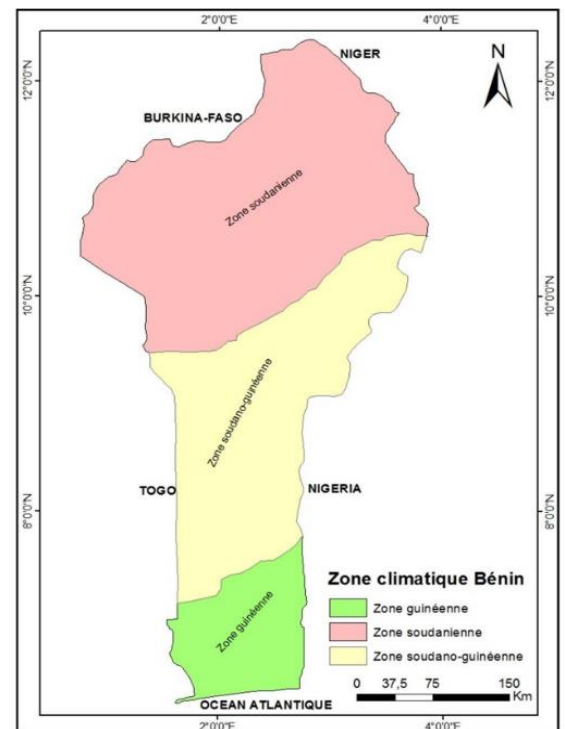 2°0'0"E 4°0'0"E
NIGER
N
12°0'0"N
12°0'0"N
BURKINA-FASO
Zone soudanienne
10°0'0"N
10°0'0"N
Zone soudano-guinéenne
TOGO
NIGERIA
8°0'0"N
8°0'0"N
Zone climatique Bénin
Zone guinéenne
Zone guinéenne
Zone soudanienne
Zone soudano-guinéenne
0 37,5 75 150
Km
OCEAN ATLANTIQUE
2°0'0"E 4°0'0"E